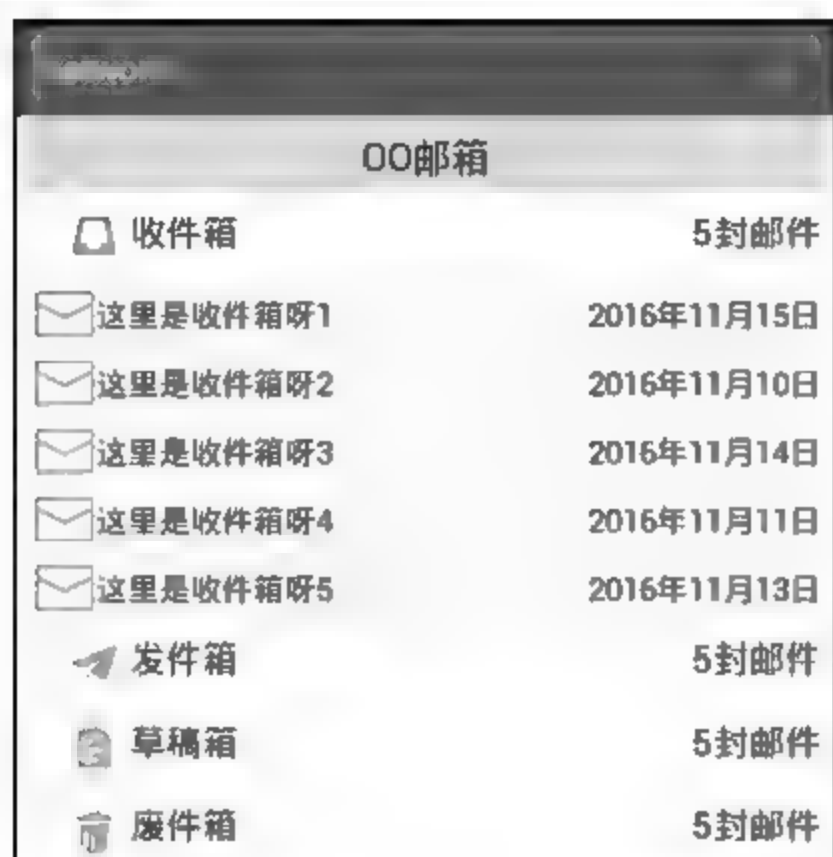 OO邮箱
收件箱 5封邮件
这里是收件箱呀1 2016年11月15日
这里是收件箱呀2 2016年11月10日
这里是收件箱呀3 2016年11月14日
这里是收件箱呀4 2016年11月11日
这里是收件箱呀5 2016年11月13日
发件箱 5封邮件
草稿箱 5封邮件
废件箱 5封邮件